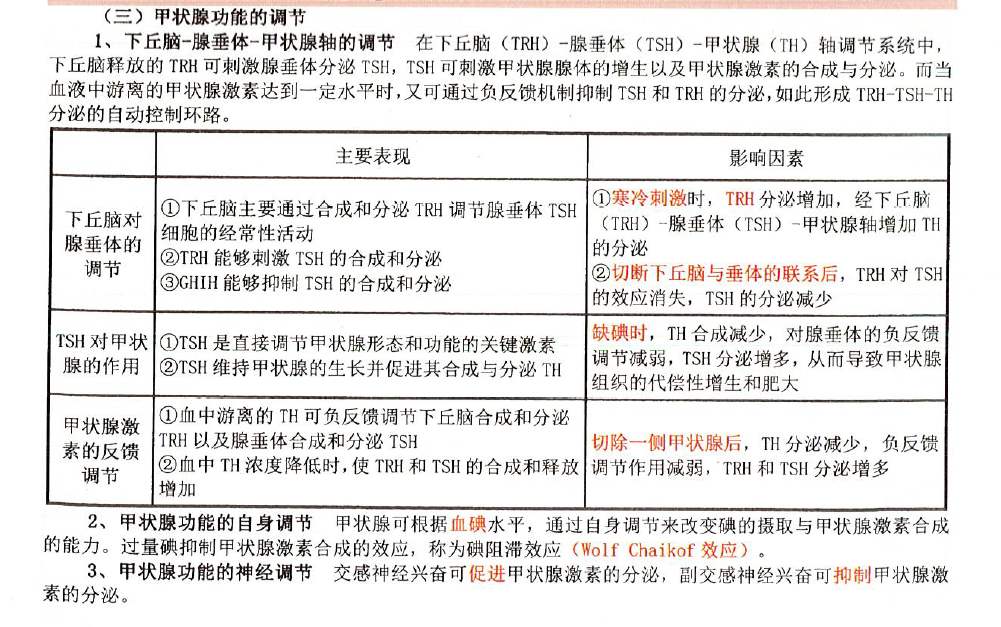 （三）甲状腺功能的调节
1、下丘脑-腺垂体-甲状腺轴的调节 在下丘脑（TRH）-腺垂体（TSH）-甲状腺（TH）轴调节系统中，
下丘脑释放的 TRH 可刺激腺垂体分泌 TSH，TSH 可刺激甲状腺腺体的增生以及甲状腺激素的合成与分泌。而当
血液中游离的甲状腺激素达到一定水平时，又可通过负反馈机制抑制 TSH 和 TRH 的分泌，如此形成 TRH-TSH-TH
分泌的自动控制环路。
主要表现
影响因素
下丘脑对
腺垂体的
调节
①下丘脑主要通过合成和分泌 TRH 调节腺垂体 TSH
细胞的经常性活动
②TRH 能够刺激 TSH 的合成和分泌
③GHIH 能够抑制 TSH 的合成和分泌
①寒冷刺激时，TRH 分泌增加，经下丘脑
（TRH）-腺垂体（TSH）-甲状腺轴增加 TH
的分泌
②切断下丘脑与垂体的联系后，TRH 对 TSH
的效应消失，TSH 的分泌减少
TSH 对甲状
腺的作用
①TSH 是直接调节甲状腺形态和功能的关键激素
②TSH 维持甲状腺的生长并促进其合成与分泌 TH
缺碘时，TH 合成减少，对腺垂体的负反馈
调节减弱，TSH 分泌增多，从而导致甲状腺
组织的代偿性增生和肥大
甲状腺激
素的反馈
调节
①血中游离的 TH 可负反馈调节下丘脑合成和分泌
TRH 以及腺垂体合成和分泌 TSH
②血中 TH 浓度降低时，使 TRH 和 TSH 的合成和释放
增加
切除一侧甲状腺后，TH 分泌减少，负反馈
调节作用减弱，TRH 和 TSH 分泌增多
2、甲状腺功能的自身调节 甲状腺可根据血碘水平，通过自身调节来改变碘的摄取与甲状腺激素合成
的能力。过量碘抑制甲状腺激素合成的效应，称为碘阻滞效应（Wolf Chaikof 效应）。
3、甲状腺功能的神经调节 交感神经兴奋可促进甲状腺激素的分泌，副交感神经兴奋可抑制甲状腺激
素的分泌。